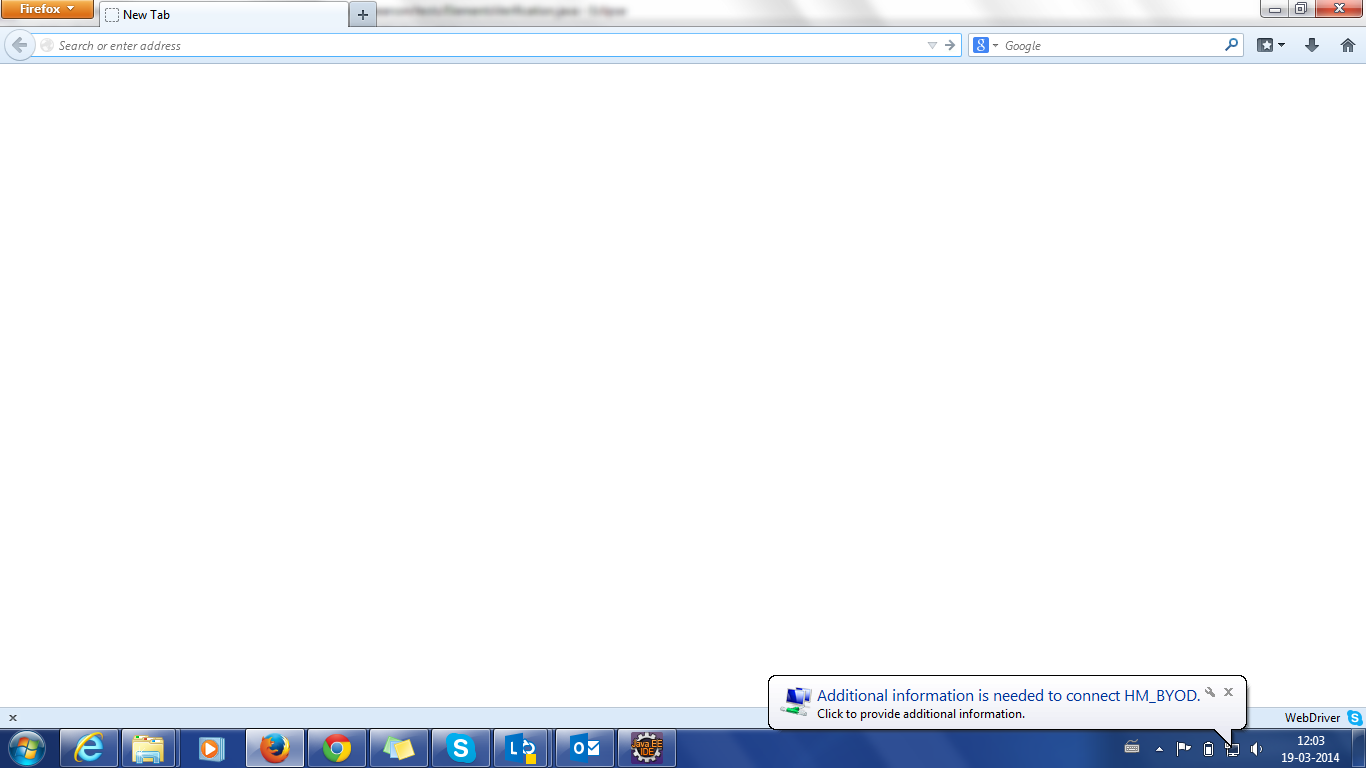 Firefox
New Tab
Search or enter address
Google
Additional information is needed to connect HM_BYOD.
Click to provide additional information.
WebDriver
Java EE
IDE
12:03
19-03-2014